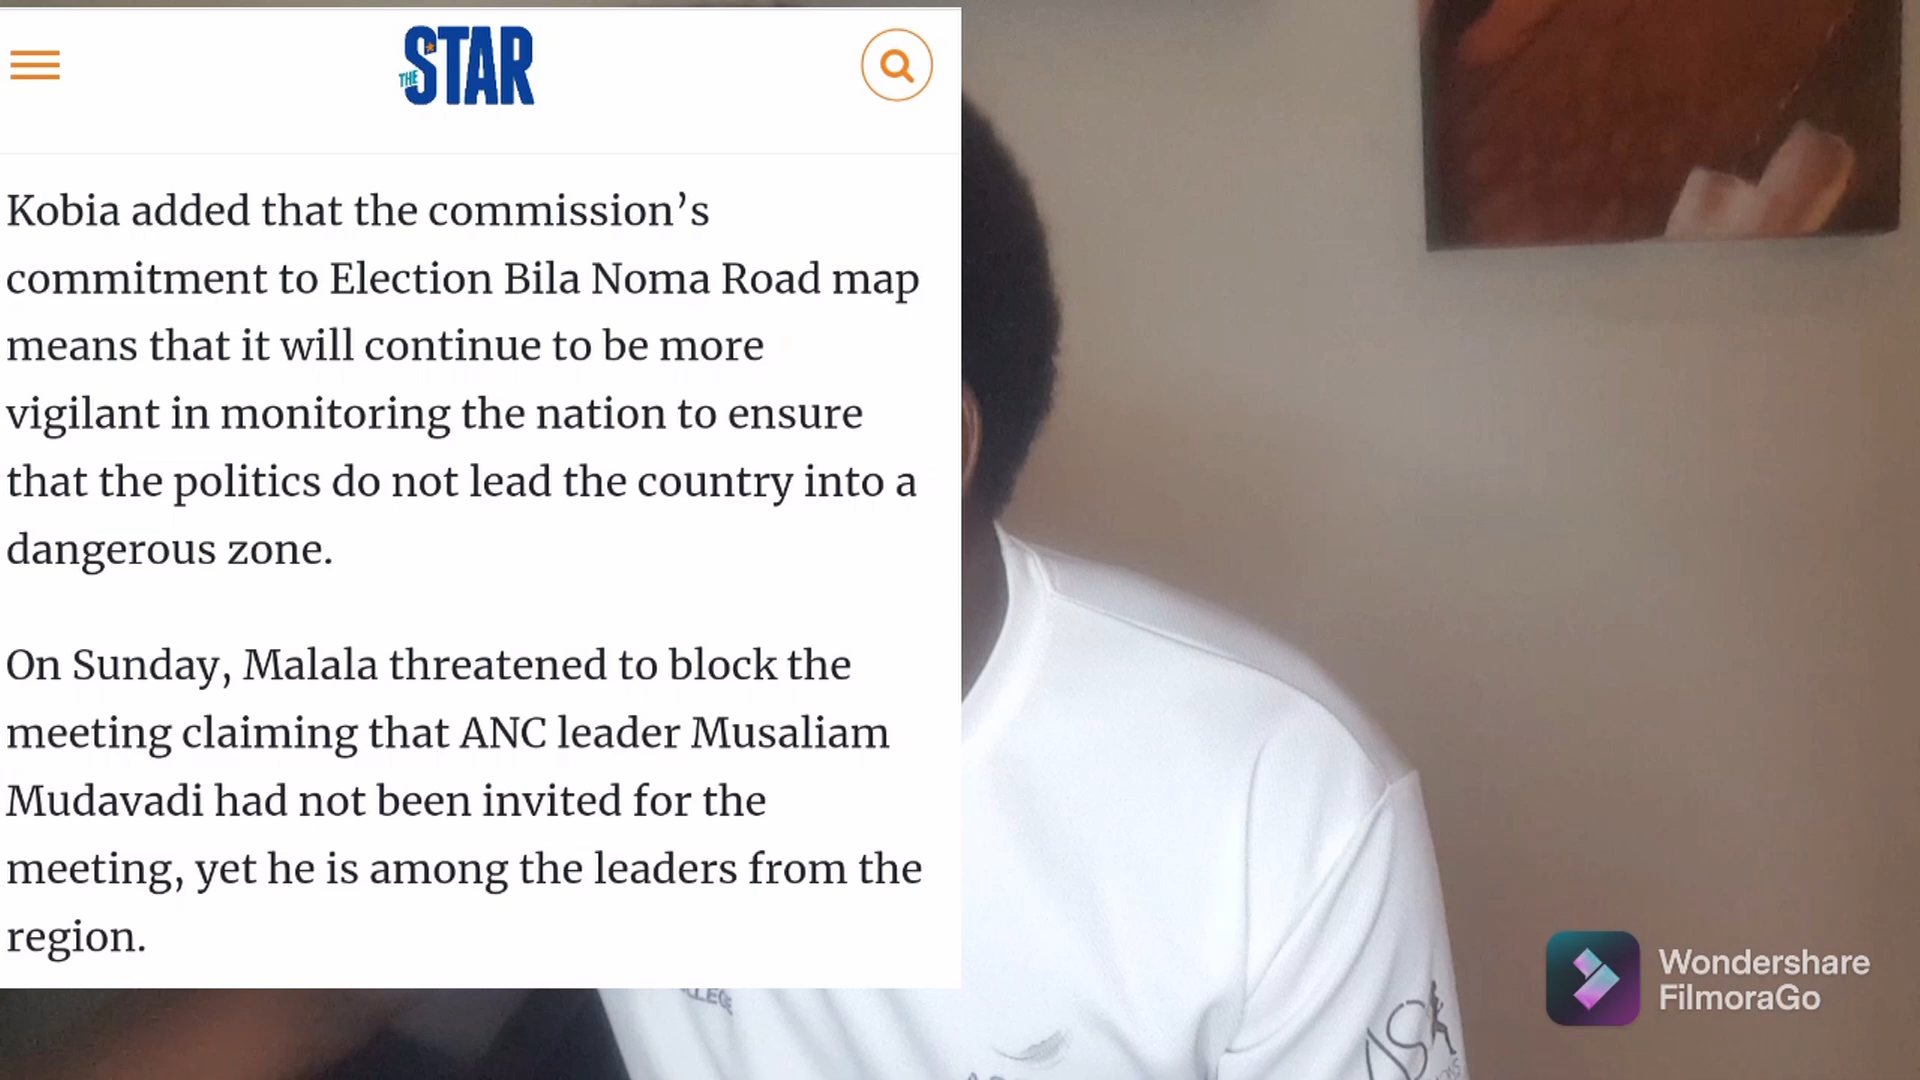 THE STAR
Kobia added that the commission’s
commitment to Election Bila Noma Road map
means that it will continue to be more
vigilant in monitoring the nation to ensure
that the politics do not lead the country into a
dangerous zone.
On Sunday, Malala threatened to block the
meeting claiming that ANC leader Musaliam
Mudavadi had not been invited for the
meeting, yet he is among the leaders from the
region.
Wondershare
FilmoraGo